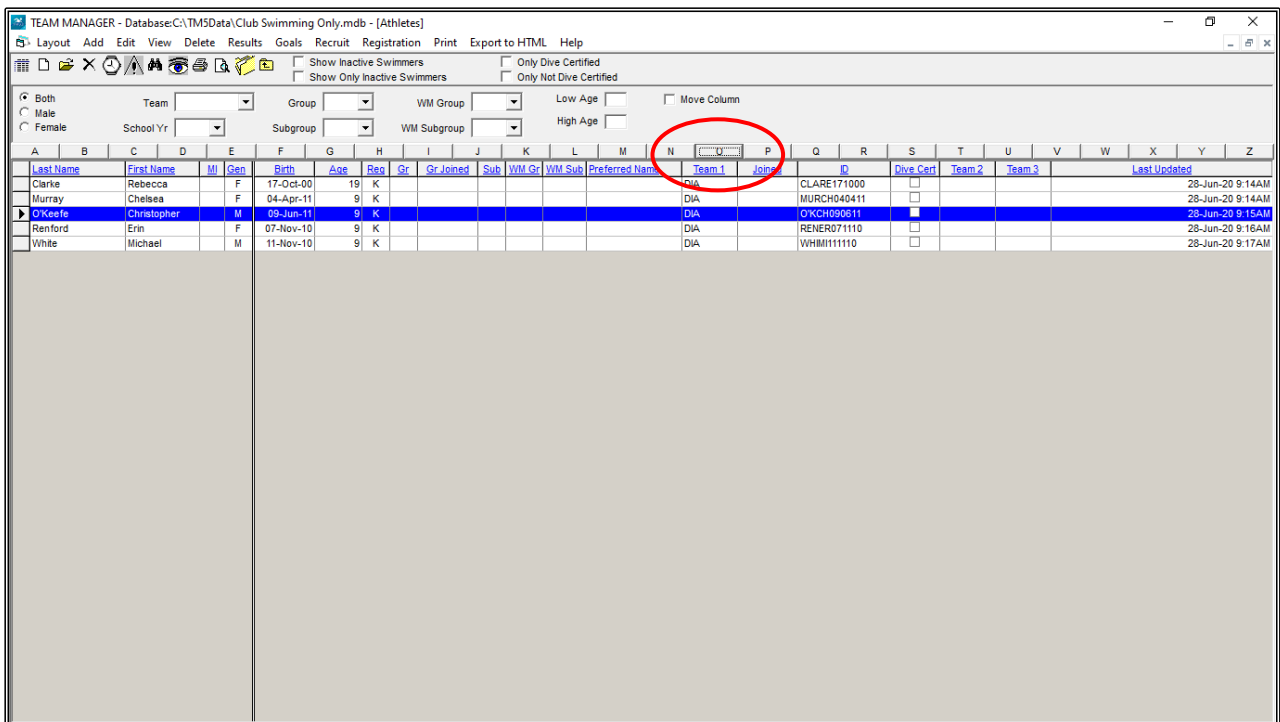 TEAM MANAGER - Database:C:\TM5Data\Club Swimming Only.mdb - [Athletes]
Layout Add Edit View Delete Results Goals Recruit Registration Print Export to HTML Help
Show Inactive Swimmers Only Dive Certified
Show Only Inactive Swimmers Only Not Dive Certified
Both Team Group WM Group Low Age Move Column
Male
Female School Yr Subgroup WM Subgroup High Age
A B C D E F G H I J K L M N O P Q R S T U V W X Y Z
Last Name First Name MI Gen Birth Age Reg Gr Gr Joined Sub WM Gr WM Sub Preferred Name Team 1 Joined ID Dive Cert Team 2 Team 3 Last Updated
Clarke Rebecca F 17-Oct-00 19 K DIA CLARE171000 28-Jun-20 9:14AM
Murray Chelsea F 04-Apr-11 9 K DIA MURCH040411 28-Jun-20 9:14AM
O'Keefe Christopher M 09-Jun-11 9 K DIA O'KCH090611 28-Jun-20 9:15AM
Renford Erin F 07-Nov-10 9 K DIA RENER071110 28-Jun-20 9:16AM
White Michael M 11-Nov-10 9 K DIA WHIMI111110 28-Jun-20 9:17AM